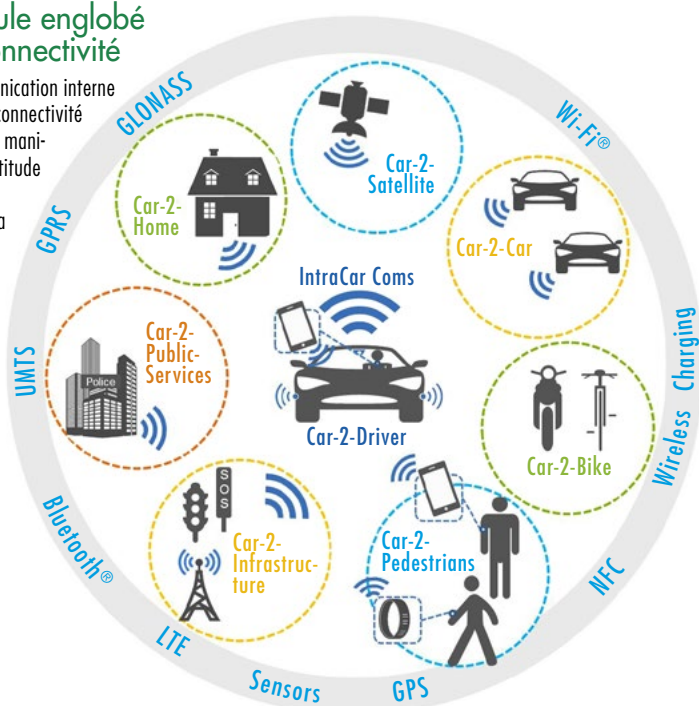 ule englobé
onnectivité
nication interne
connectivité
mani-
titude
a
GLONASS
Wi-Fi®
GPRS
UMTS
Bluetooth®
LTE
Sensors
GPS
NFC
Wireless Charging
Car-2-
Satellite
Car-2-
Home
Car-2-Car
IntraCar Coms
Car-2-
Public-
Services
Police
Car-2-Driver
Car-2-Bike
SOS
Car-2-
Infrastruc-
ture
Car-2-
Pedestrians